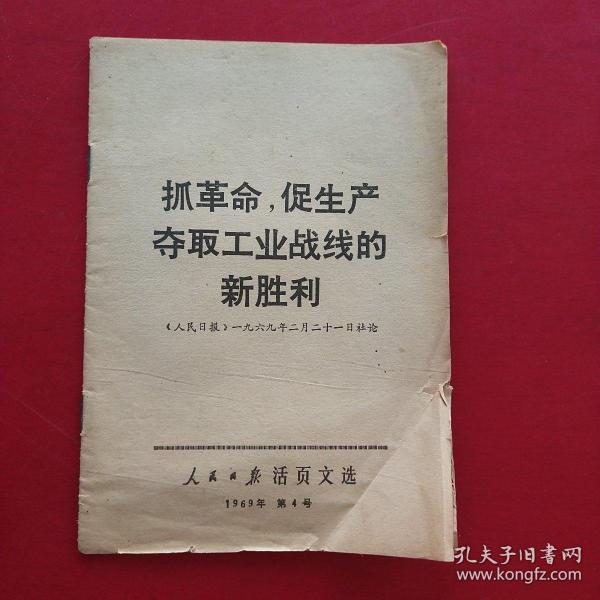 抓革命,促生产
夺取工业战线的
新胜利
《人民日报》一九六九年二月二十一日社论
人民日报 活页文选
1969年 第4号
孔夫子旧書网
www.kongfz.com